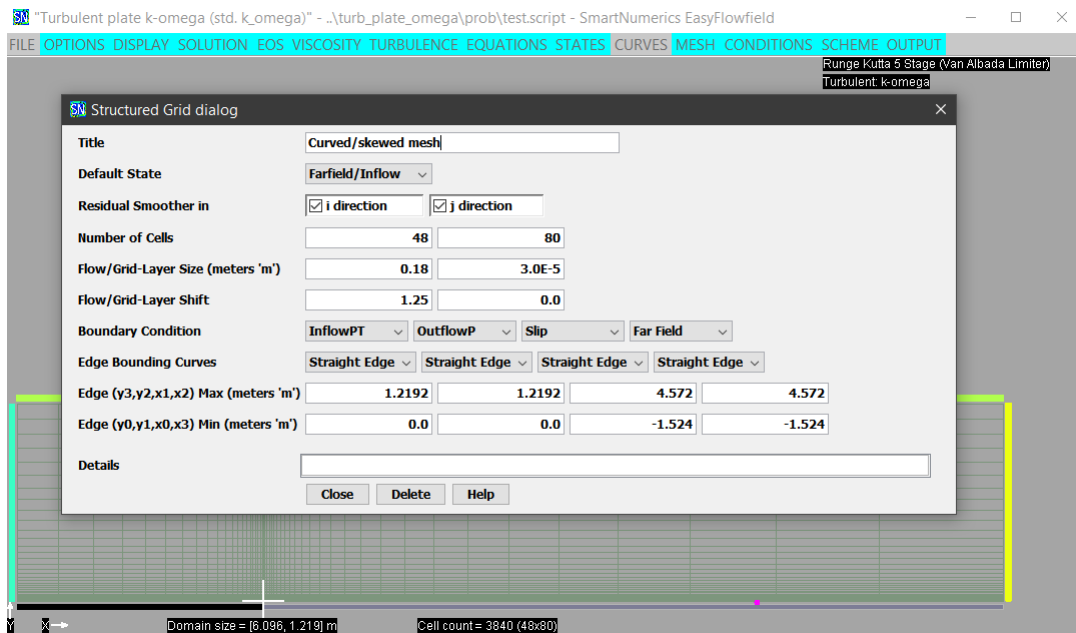 SN "Turbulent plate k-omega (std. k_omega)" - ..\turb_plate_omega\prob\test.script - SmartNumerics EasyFlowfield
FILE OPTIONS DISPLAY SOLUTION EOS VISCOSITY TURBULENCE EQUATIONS STATES CURVES MESH CONDITIONS SCHEME OUTPUT
Runge Kutta 5 Stage (Van Albada Limiter)
Turbulent: k-omega
SN Structured Grid dialog
Title Curved/skewed mesh
Default State Farfield/Inflow
Residual Smoother in i direction j direction
Number of Cells 48 80
Flow/Grid-Layer Size (meters 'm') 0.18 3.0E-5
Flow/Grid-Layer Shift 1.25 0.0
Boundary Condition InflowPT OutflowP Slip Far Field
Edge Bounding Curves Straight Edge Straight Edge Straight Edge Straight Edge
Edge (y3,y2,x1,x2) Max (meters 'm') 1.2192 1.2192 4.572 4.572
Edge (y0,y1,x0,x3) Min (meters 'm') 0.0 0.0 -1.524 -1.524
Details
Close Delete Help
Y X Domain size = [6.096, 1.219] m Cell count= 3840 (48x80)